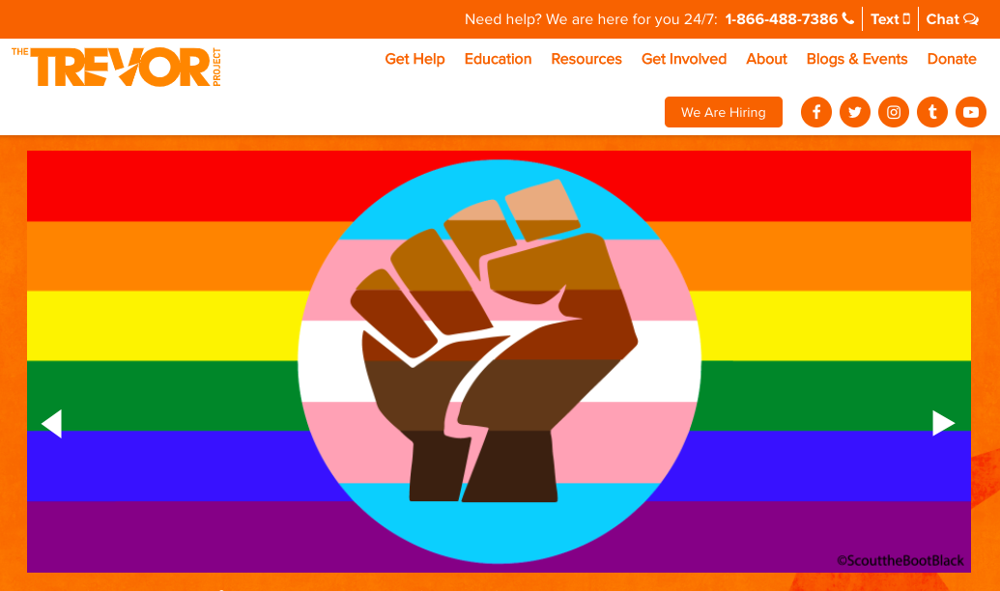 Need help? We are here for you 24/7: 1-866-488-7386 Text Chat
THE TREVOR PROJECT
Get Help Education Resources Get Involved About Blogs & Events Donate
We Are Hiring
©ScouttheBootBlack